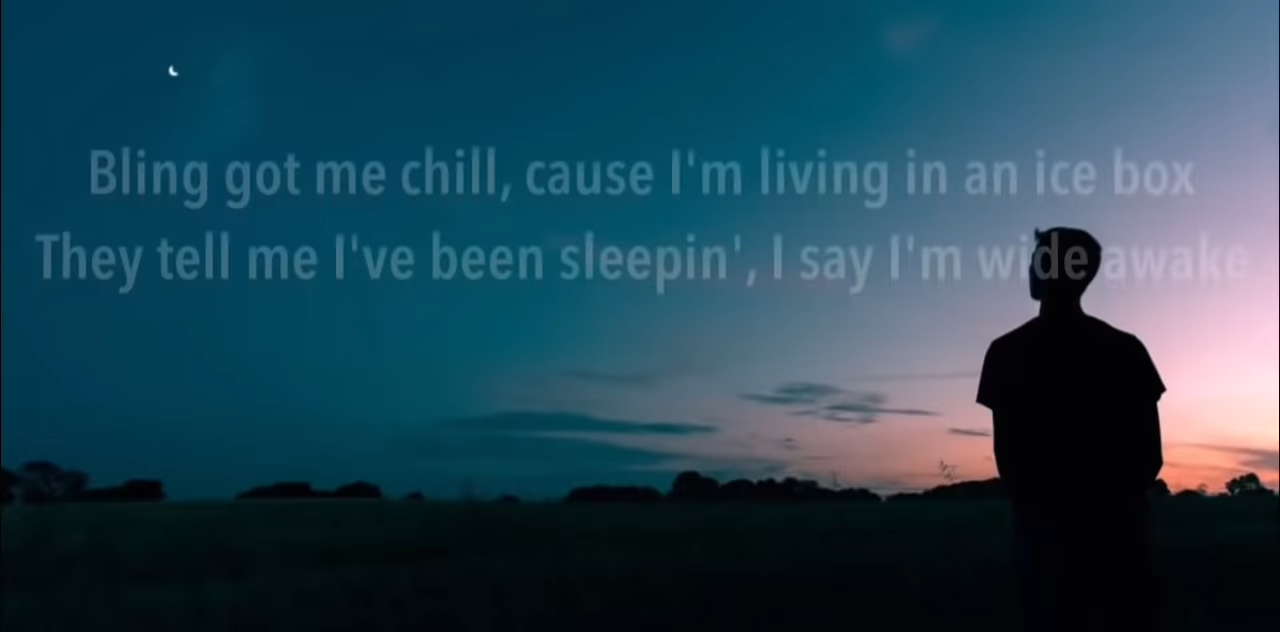 Bling got me chill, cause I'm living in an ice box
They tell me I've been sleepin', I say I'm wide awake